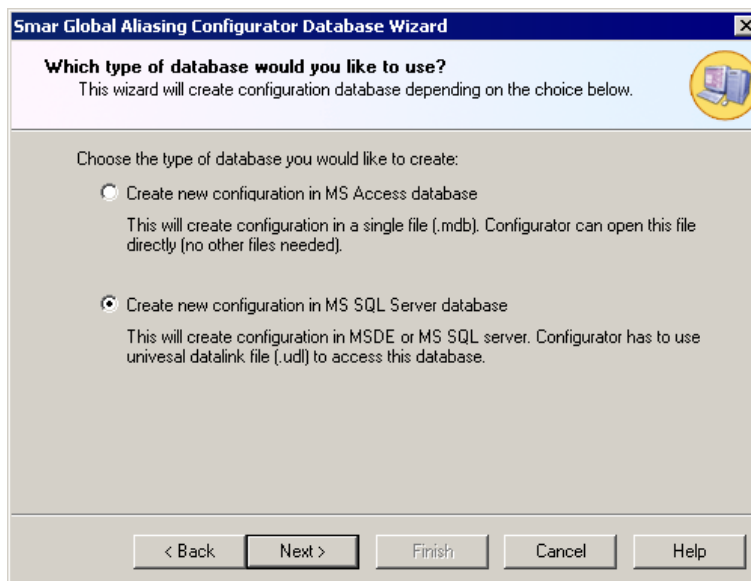 Smar Global Aliasing Configurator Database Wizard
Which type of database would you like to use?
This wizard will create configuration database depending on the choice below.
Choose the type of database you would like to create:
Create new configuration in MS Access database
This will create configuration in a single file (.mdb). Configurator can open this file
directly (no other files needed).
Create new configuration in MS SQL Server database
This will create configuration in MSDE or MS SQL server. Configurator has to use
univesal datalink file (.udl) to access this database.
< Back
Next >
Finish
Cancel
Help